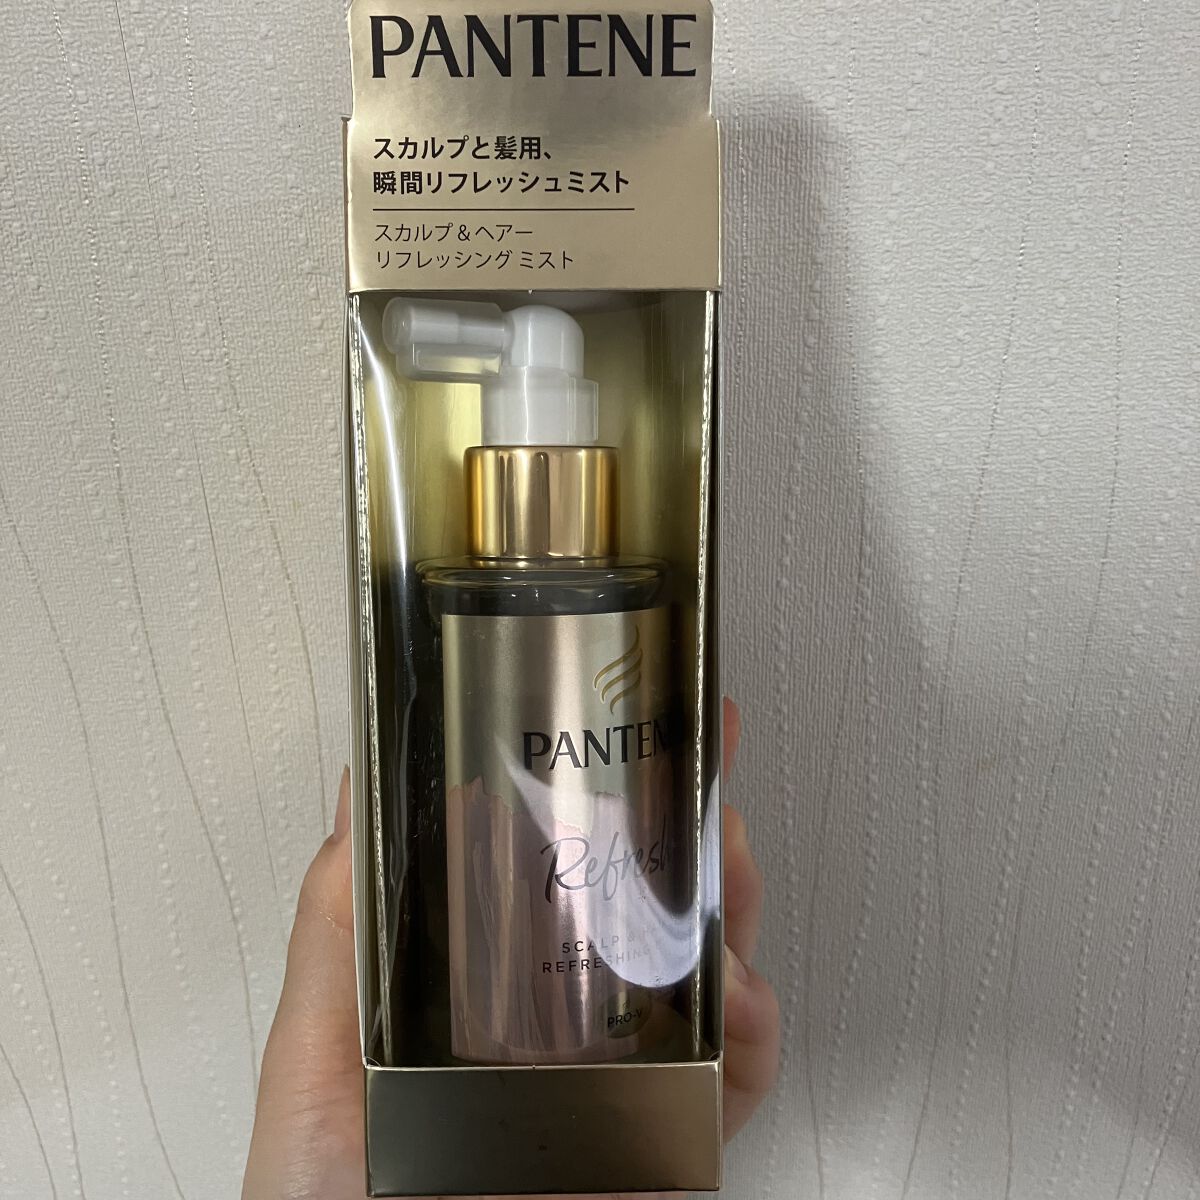 PANTENE
スカルプと髪用、
瞬間リフレッシュミスト
スカルプ&ヘアー
リフレッシング ミスト
PANTENE
Refresh
SCALP &
REFRESHING
PRO-V